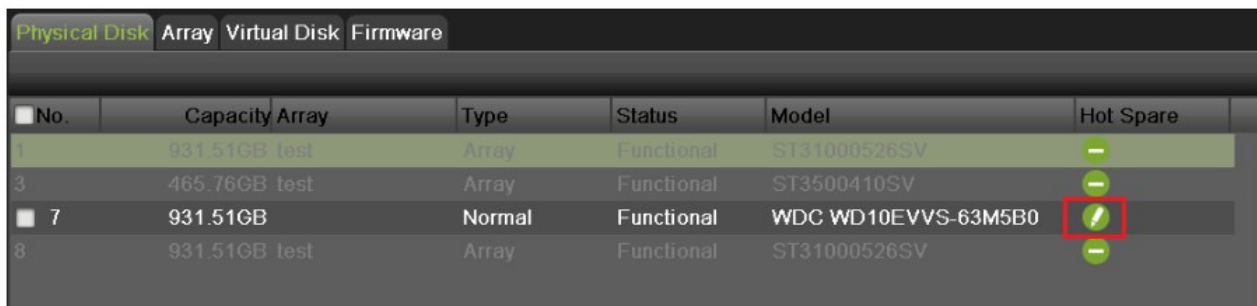 Physical Disk Array Virtual Disk Firmware
No. Capacity Array Type Status Model Hot Spare
1 931.51GB test Array Functional ST31000526SV
3 465.76GB test Array Functional ST3500410SV
7 931.51GB Normal Functional WDC WD10EVVS-63M5B0
8 931.51GB test Array Functional ST31000526SV